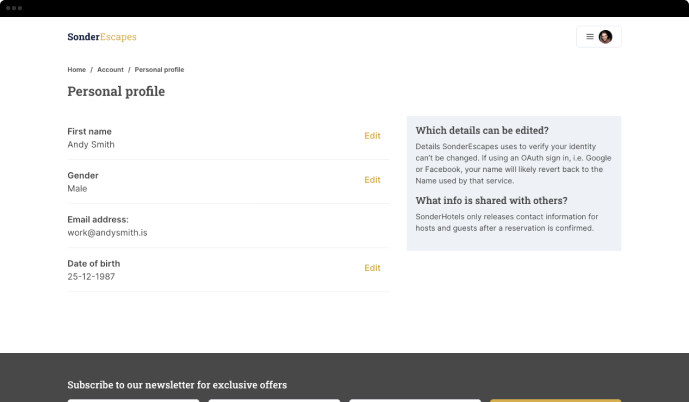 SonderEscapes
Home / Account / Personal profile
Personal profile
First name
Andy Smith
Edit
Gender
Male
Edit
Email address:
work@andysmith.is
Date of birth
25-12-1987
Edit
Which details can be edited?
Details SonderEscapes uses to verify your identity
can't be changed. If using an OAuth sign in, i.e. Google
or Facebook, your name will likely revert back to the
Name used by that service.
What info is shared with others?
SonderHotels only releases contact information for
hosts and guests after a reservation is confirmed.
Subscribe to our newsletter for exclusive offers